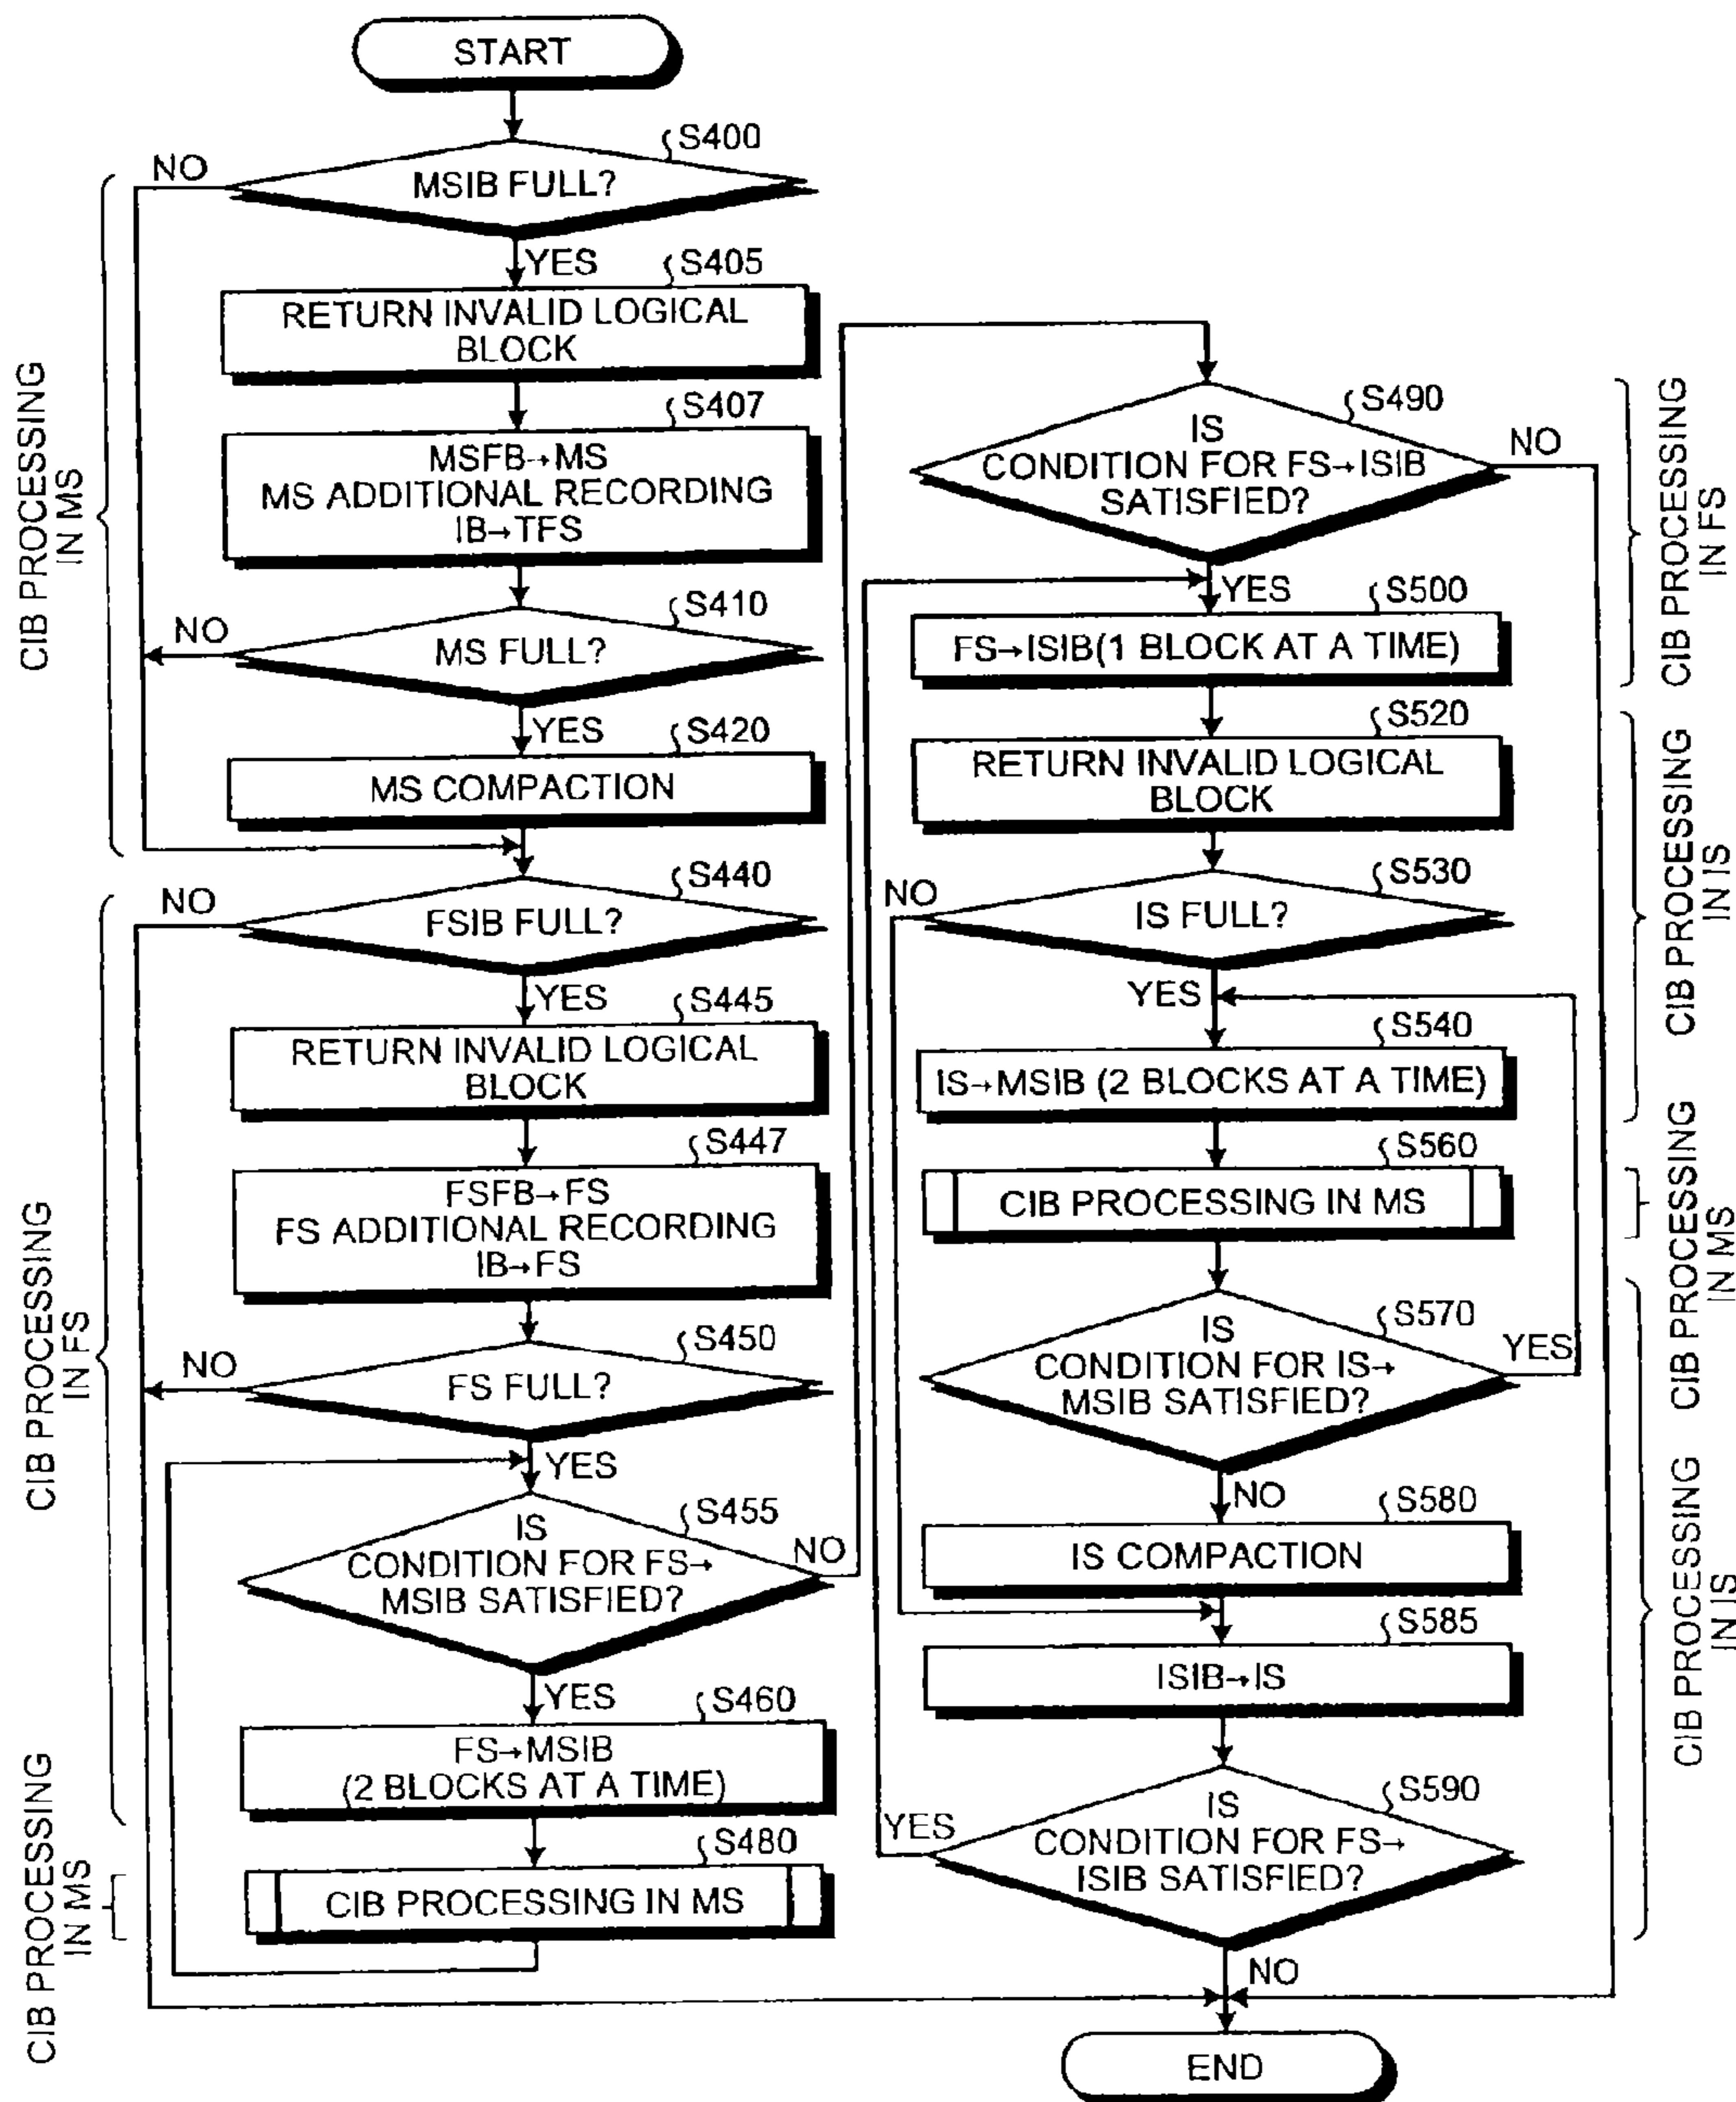 START
S400
NO
MSIB FULL?
YES
S405
RETURN INVALID LOGICAL
BLOCK
S407
MSFB→MS
MS ADDITIONAL RECORDING
IB→TFS
S410
NO
MS FULL?
YES
S420
MS COMPACTION
CIB PROCESSING
IN MS
S440
NO
FSIB FULL?
YES
S445
RETURN INVALID LOGICAL
BLOCK
S447
FSFB→FS
FS ADDITIONAL RECORDING
IB→FS
S450
NO
FS FULL?
YES
S455
IS
CONDITION FOR FS→
MSIB SATISFIED?
NO
YES
S460
FS→MSIB
(2 BLOCKS AT A TIME)
CIB PROCESSING
IN FS
S480
CIB PROCESSING IN MS
CIB PROCESSING
IN MS
S490
IS
CONDITION FOR FS→ISIB
SATISFIED?
NO
YES
S500
FS→ISIB(1 BLOCK AT A TIME)
CIB PROCESSING
IN FS
S520
RETURN INVALID LOGICAL
BLOCK
S530
NO
IS FULL?
YES
S540
IS→MSIB (2 BLOCKS AT A TIME)
CIB PROCESSING
IN IS
S560
CIB PROCESSING IN MS
CIB PROCESSING
IN MS
S570
IS
CONDITION FOR IS→
MSIB SATISFIED?
YES
NO
S580
IS COMPACTION
S585
ISIB→IS
S590
IS
CONDITION FOR FS→
ISIB SATISFIED?
YES
NO
CIB PROCESSING
IN IS
END